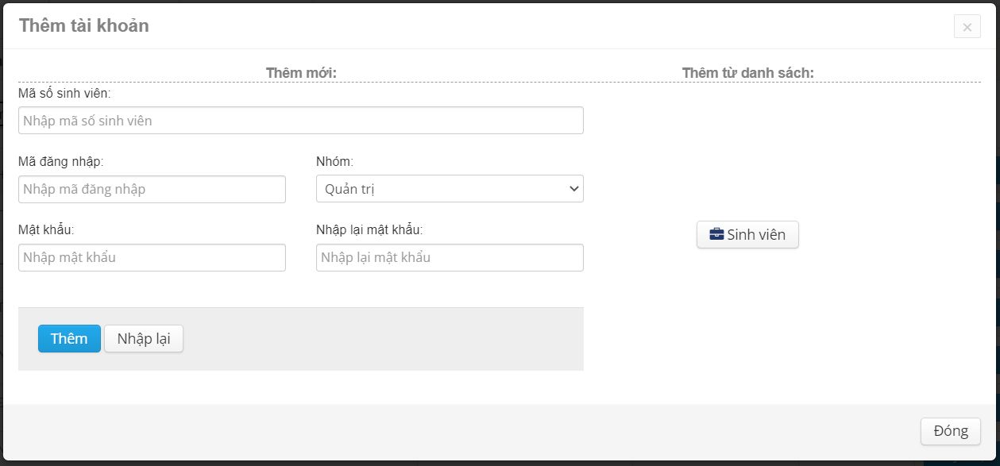 Thêm tài khoản
×
Thêm mới:
Thêm từ danh sách:
Mã số sinh viên:
Nhập mã số sinh viên
Mã đăng nhập:
Nhóm:
Nhập mã đăng nhập
Quản trị
Mật khẩu:
Nhập lại mật khẩu:
Nhập mật khẩu
Nhập lại mật khẩu
Sinh viên
Thêm
Nhập lại
Đóng